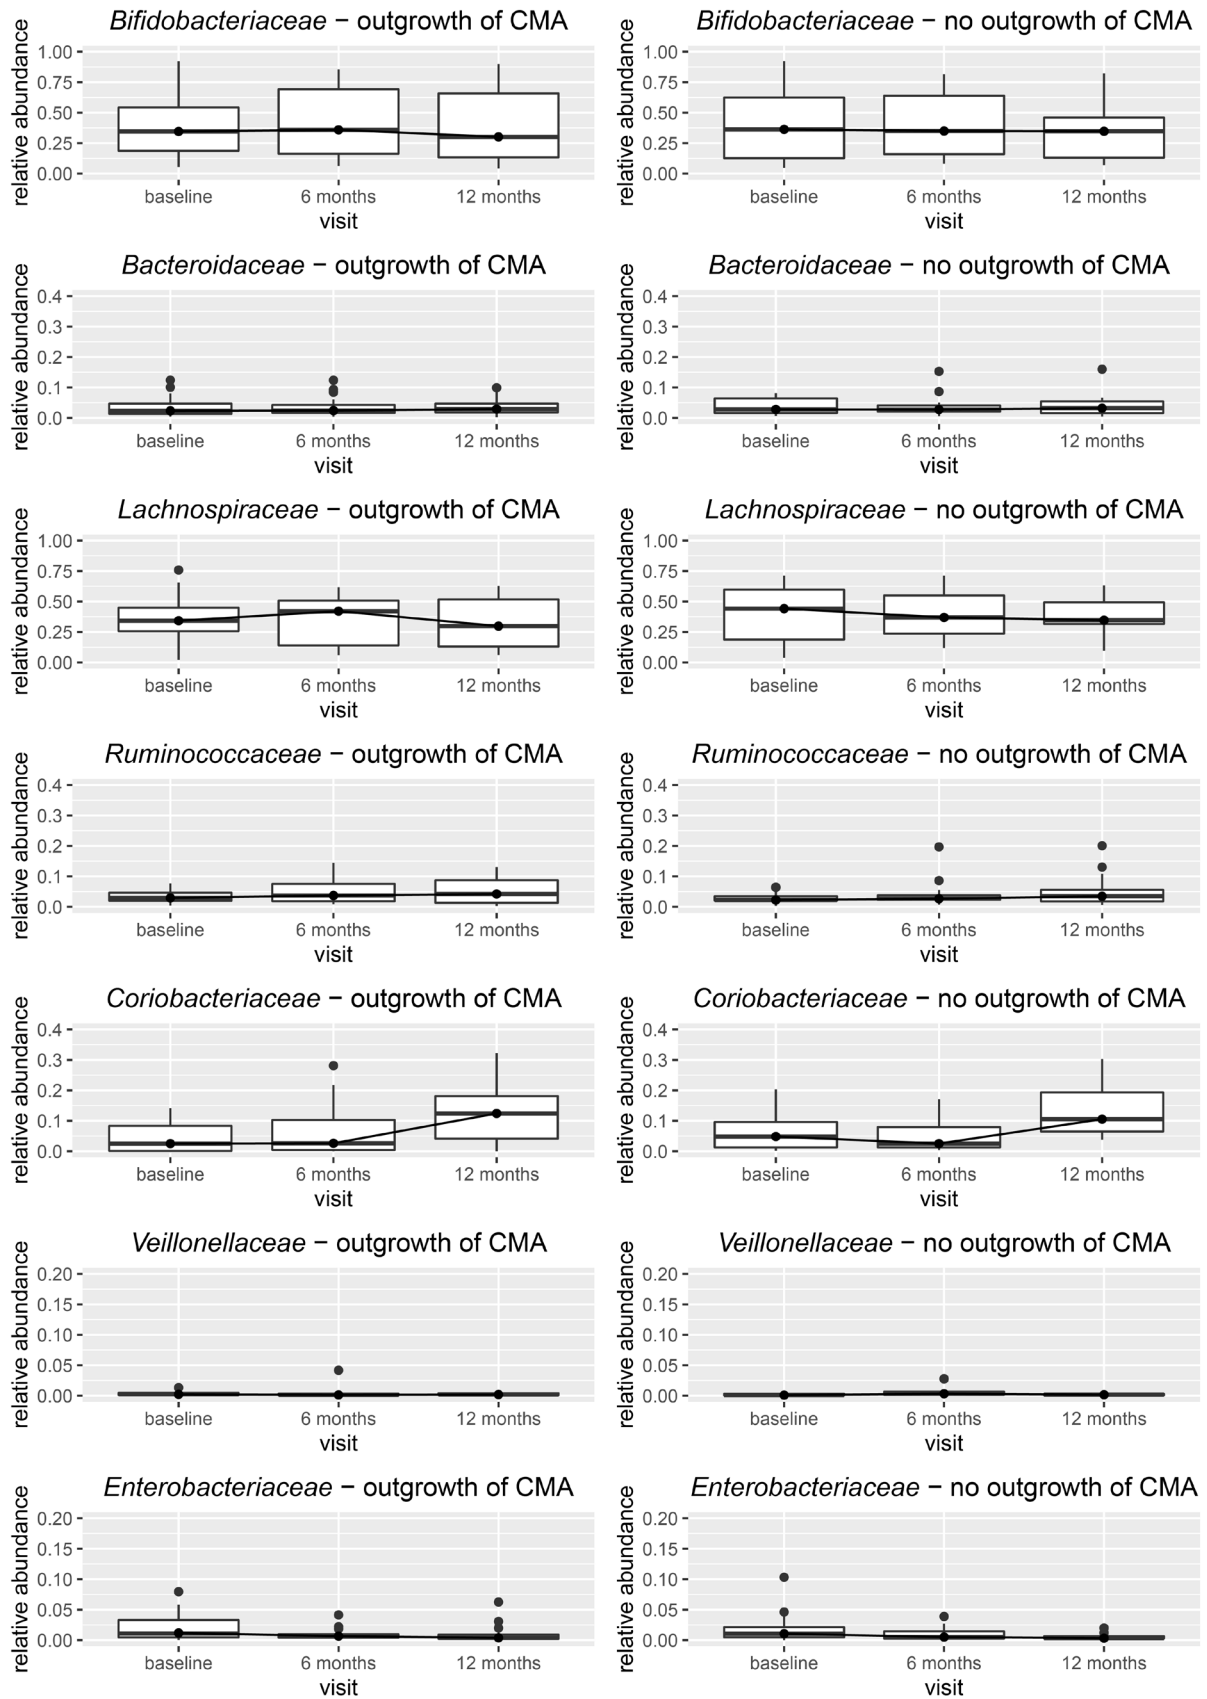 Bifidobacteriaceae − outgrowth of CMA
relative abundance
1.00
0.75
0.50
0.25
0.00
baseline 6 months 12 months
visit
Bifidobacteriaceae − no outgrowth of CMA
relative abundance
1.00
0.75
0.50
0.25
0.00
baseline 6 months 12 months
visit
Bacteroidaceae − outgrowth of CMA
relative abundance
0.4
0.3
0.2
0.1
0.0
baseline 6 months 12 months
visit
Bacteroidaceae − no outgrowth of CMA
relative abundance
0.4
0.3
0.2
0.1
0.0
baseline 6 months 12 months
visit
Lachnospiraceae − outgrowth of CMA
relative abundance
1.00
0.75
0.50
0.25
0.00
baseline 6 months 12 months
visit
Lachnospiraceae − no outgrowth of CMA
relative abundance
1.00
0.75
0.50
0.25
0.00
baseline 6 months 12 months
visit
Ruminococcaceae − outgrowth of CMA
relative abundance
0.4
0.3
0.2
0.1
0.0
baseline 6 months 12 months
visit
Ruminococcaceae − no outgrowth of CMA
relative abundance
0.4
0.3
0.2
0.1
0.0
baseline 6 months 12 months
visit
Coriobacteriaceae − outgrowth of CMA
relative abundance
0.4
0.3
0.2
0.1
0.0
baseline 6 months 12 months
visit
Coriobacteriaceae − no outgrowth of CMA
relative abundance
0.4
0.3
0.2
0.1
0.0
baseline 6 months 12 months
visit
Veillonellaceae − outgrowth of CMA
relative abundance
0.20
0.15
0.10
0.05
0.00
baseline 6 months 12 months
visit
Veillonellaceae − no outgrowth of CMA
relative abundance
0.20
0.15
0.10
0.05
0.00
baseline 6 months 12 months
visit
Enterobacteriaceae − outgrowth of CMA
relative abundance
0.20
0.15
0.10
0.05
0.00
baseline 6 months 12 months
visit
Enterobacteriaceae − no outgrowth of CMA
relative abundance
0.20
0.15
0.10
0.05
0.00
baseline 6 months 12 months
visit